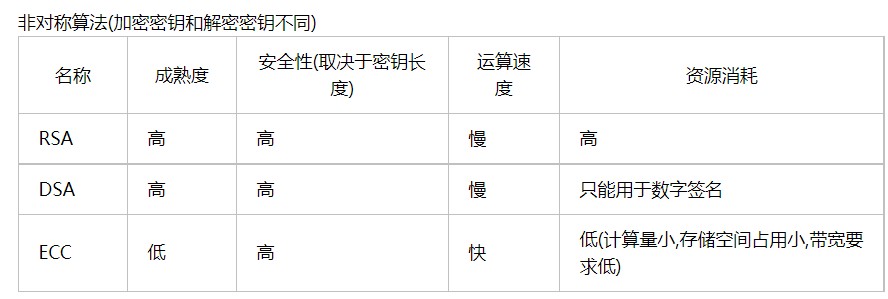 非对称算法(加密密钥和解密密钥不同)
名称 成熟度 安全性(取决于密钥长度) 运算速度 资源消耗
RSA 高 高 慢 高
DSA 高 高 慢 只能用于数字签名
ECC 低 高 快 低(计算量小,存储空间占用小,带宽要求低)